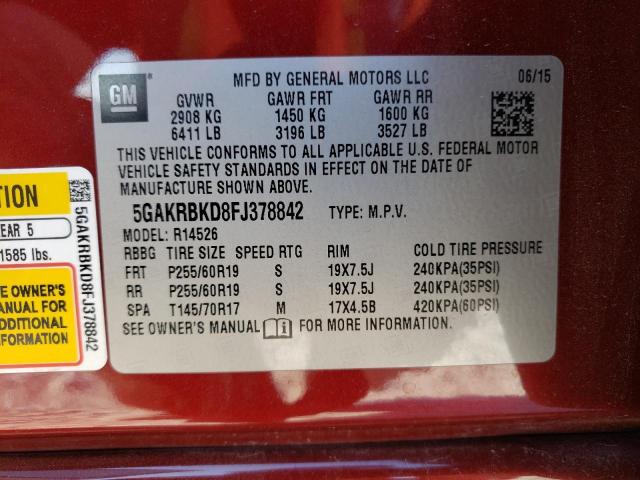 GM
MFD BY GENERAL MOTORS LLC 06/15
GVWR GAWR FRT GAWR RR
2908 KG 1450 KG 1600 KG
6411 LB 3196 LB 3527 LB
THIS VEHICLE CONFORMS TO ALL APPLICABLE U.S. FEDERAL MOTOR
VEHICLE SAFETY STANDARDS IN EFFECT ON THE DATE OF
MANUFACTURE SHOWN ABOVE.
5GAKRBKD8FJ378842 TYPE: M.P.V.
MODEL: R14526
RBBG TIRE SIZE SPEED RTG RIM COLD TIRE PRESSURE
FRT P255/60R19 S 19X7.5J 240KPA(35PSI)
RR P255/60R19 S 19X7.5J 240KPA(35PSI)
SPA T145/70R17 M 17X4.5B 420KPA(60PSI)
SEE OWNER'S MANUAL FOR MORE INFORMATION.
TION
EAR 5
1585 lbs.
E OWNER'S
ANUAL FOR
ADDITIONAL
RMATION
5GAKRBKD8FJ378842